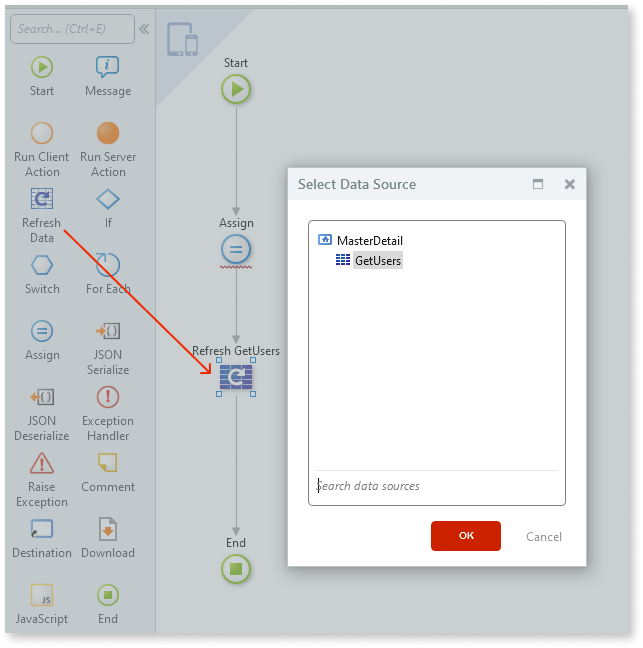 Search... (Ctrl+E)
Start
Message
Run Client
Action
Run Server
Action
Refresh
Data
If
Switch
For Each
Assign
JSON
Serialize
JSON
Deserialize
Exception
Handler
Raise
Exception
Comment
Destination
Download
JS
JavaScript
End
Start
Assign
Refresh GetUsers
End
Select Data Source
MasterDetail
GetUsers
Search data sources
OK
Cancel